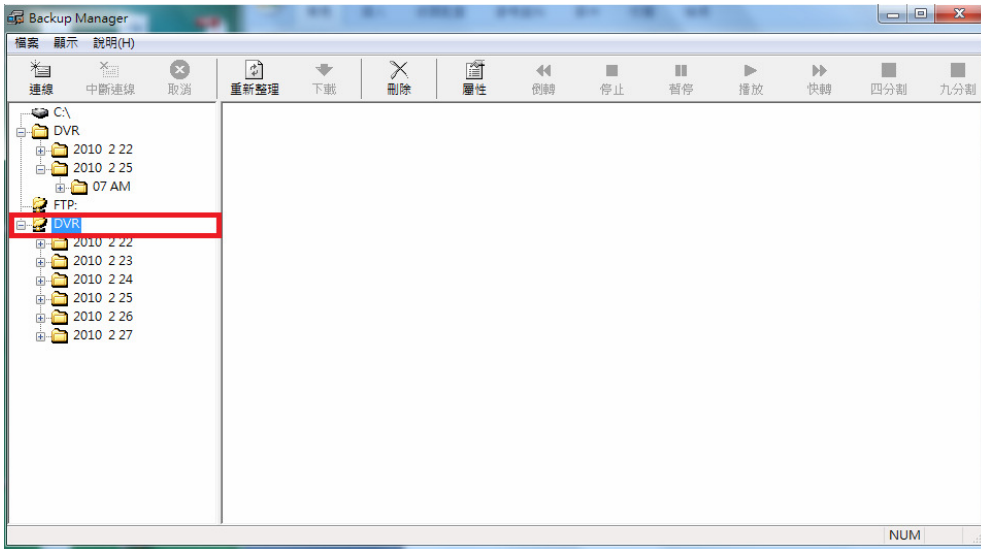 Backup Manager
檔案 顯示 說明(H)
連線 中斷連線 取消 重新整理 下載 刪除 屬性 倒轉 停止 暫停 播放 快轉 四分割 九分割
C:\
DVR
2010 2 22
2010 2 25
07 AM
FTP:
DVR
2010 2 22
2010 2 23
2010 2 24
2010 2 25
2010 2 26
2010 2 27
NUM